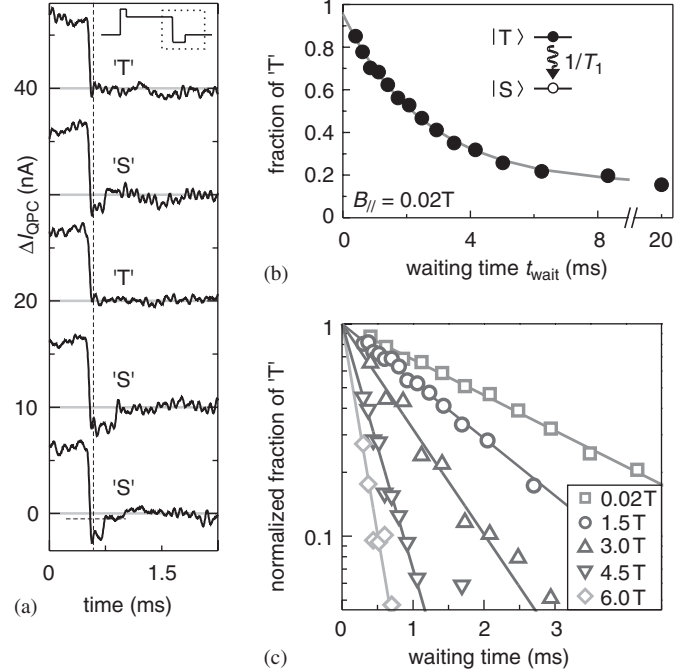 (a)
ΔI_QPC (nA)
40
20
10
0
'T'
'S'
'T'
'S'
'S'
0
1.5
time (ms)
(b)
fraction of 'T'
1
0.8
0.6
0.4
0.2
0
|T⟩
1/T₁
|S⟩
B// = 0.02T
0
4
8
20
waiting time t_wait (ms)
(c)
normalized fraction of 'T'
1
0.1
0.02T
1.5T
3.0T
4.5T
6.0T
0
1
2
3
waiting time (ms)